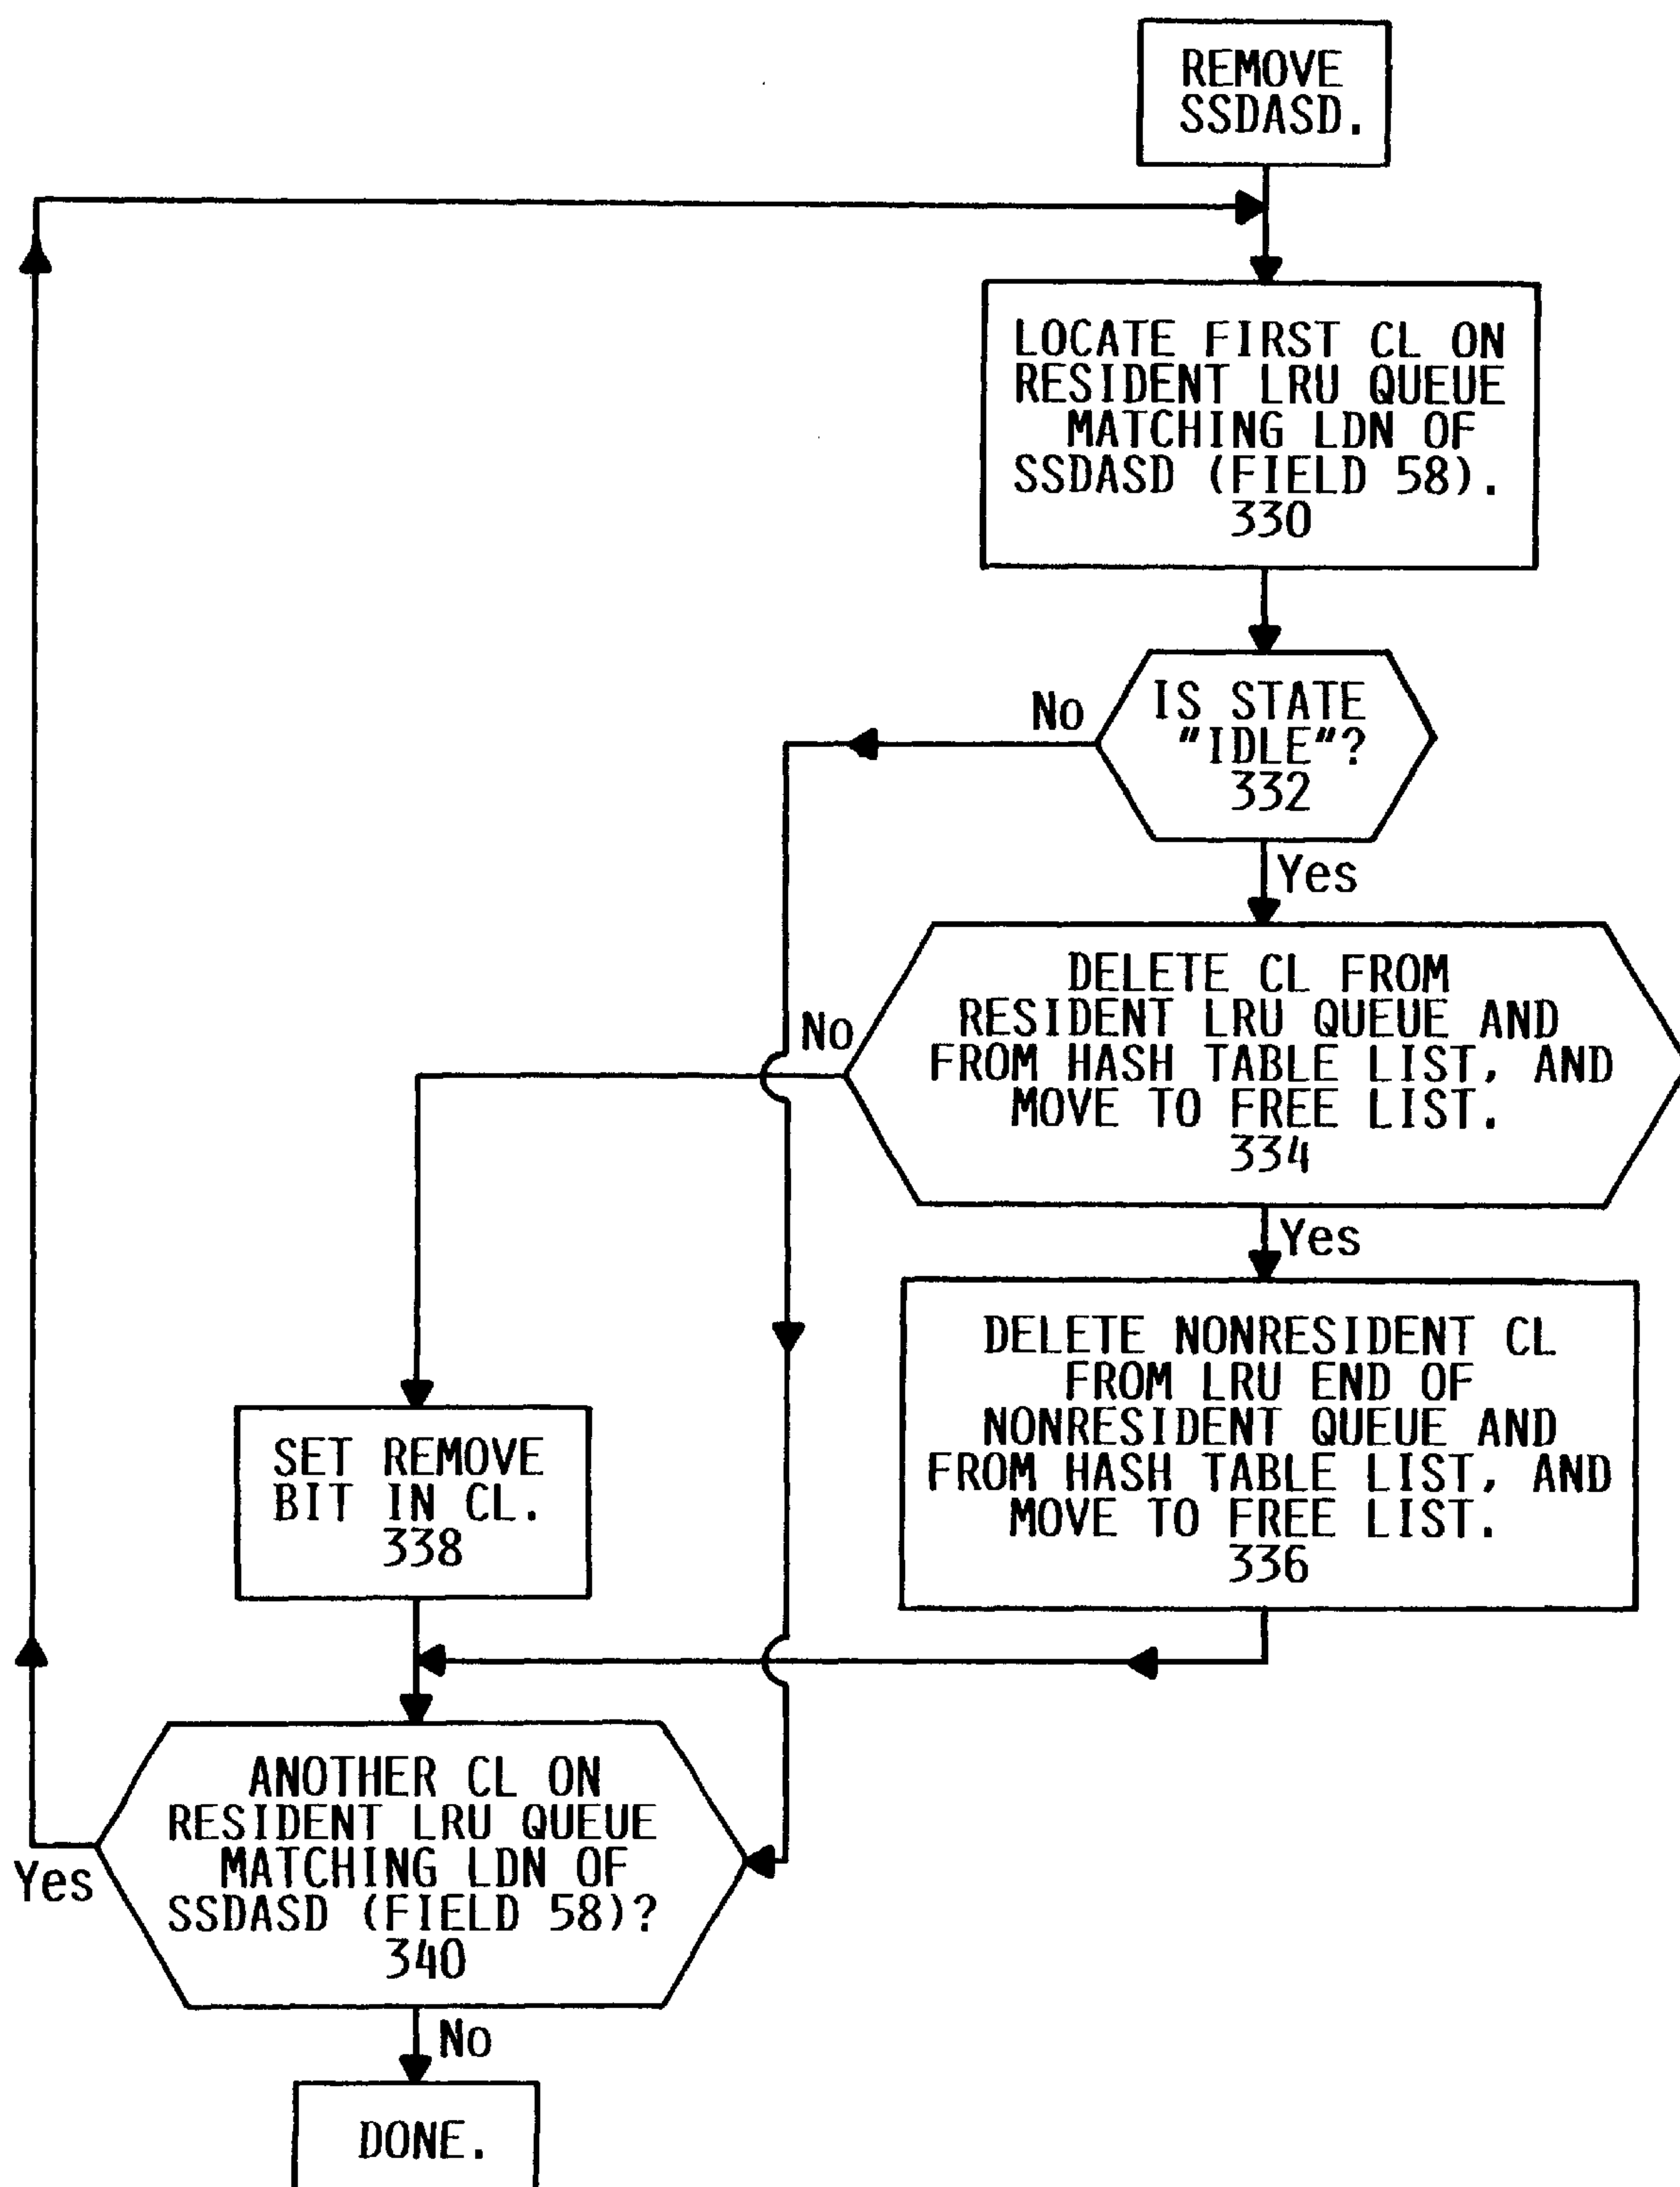 REMOVE
SSDASD.
LOCATE FIRST CL ON
RESIDENT LRU QUEUE
MATCHING LDN OF
SSDASD (FIELD 58).
330
No
IS STATE
"IDLE"?
332
Yes
No
DELETE CL FROM
RESIDENT LRU QUEUE AND
FROM HASH TABLE LIST, AND
MOVE TO FREE LIST.
334
Yes
DELETE NONRESIDENT CL
FROM LRU END OF
NONRESIDENT QUEUE AND
FROM HASH TABLE LIST, AND
MOVE TO FREE LIST.
336
SET REMOVE
BIT IN CL.
338
ANOTHER CL ON
RESIDENT LRU QUEUE
MATCHING LDN OF
SSDASD (FIELD 58)?
340
Yes
No
DONE.